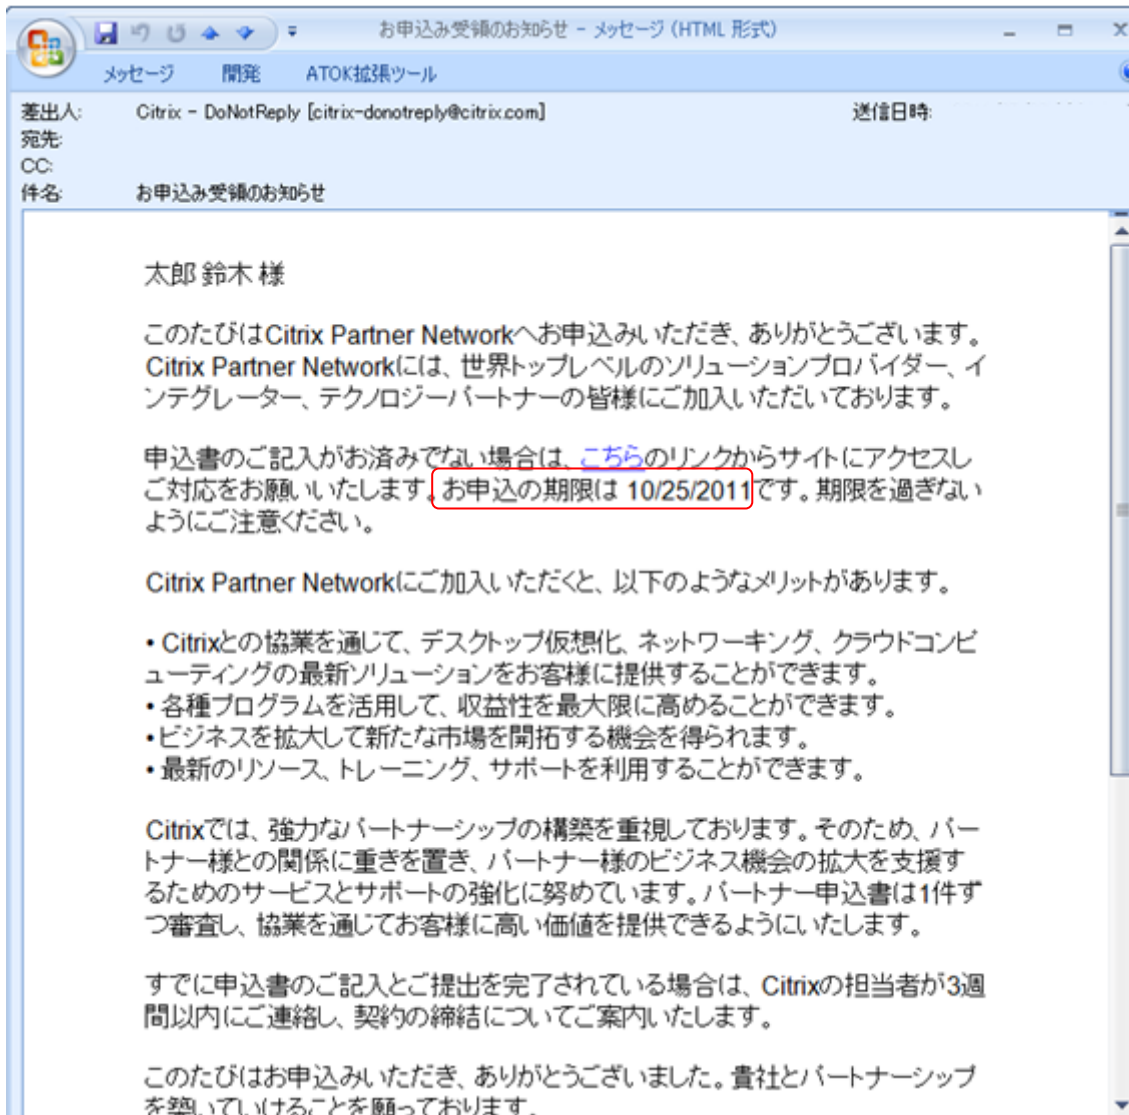 お申込み受領のお知らせ - メッセージ (HTML 形式)
メッセージ 開発 ATOK拡張ツール
差出人: Citrix - DoNotReply [citrix-donotreply@citrix.com] 送信日時:
宛先:
CC:
件名: お申込み受領のお知らせ
太郎 鈴木 様
このたびはCitrix Partner Networkへお申込みいただき、ありがとうございます。
Citrix Partner Networkには、世界トップレベルのソリューションプロバイダー、イ
ンテグレーター、テクノロジーパートナーの皆様にご加入いただいております。
申込書のご記入がお済みでない場合は、こちらのリンクからサイトにアクセスし
ご対応をお願いいたします。お申込の期限は 10/25/2011です。期限を過ぎない
ようにご注意ください。
Citrix Partner Networkにご加入いただくと、以下のようなメリットがあります。
• Citrixとの協業を通じて、デスクトップ仮想化、ネットワーキング、クラウドコンピ
ューティングの最新ソリューションをお客様に提供することができます。
• 各種プログラムを活用して、収益性を最大限に高めることができます。
• ビジネスを拡大して新たな市場を開拓する機会を得られます。
• 最新のリソース、トレーニング、サポートを利用することができます。
Citrixでは、強力なパートナーシップの構築を重視しております。そのため、パー
トナー様との関係に重きを置き、パートナー様のビジネス機会の拡大を支援す
るためのサービスとサポートの強化に努めています。パートナー申込書は1件ず
つ審査し、協業を通じてお客様に高い価値を提供できるようにいたします。
すでに申込書のご記入とご提出を完了されている場合は、Citrixの担当者が3週
間以内にご連絡し、契約の締結についてご案内いたします。
このたびはお申込みいただき、ありがとうございました。貴社とパートナーシップ
を築いていけることを願っております。